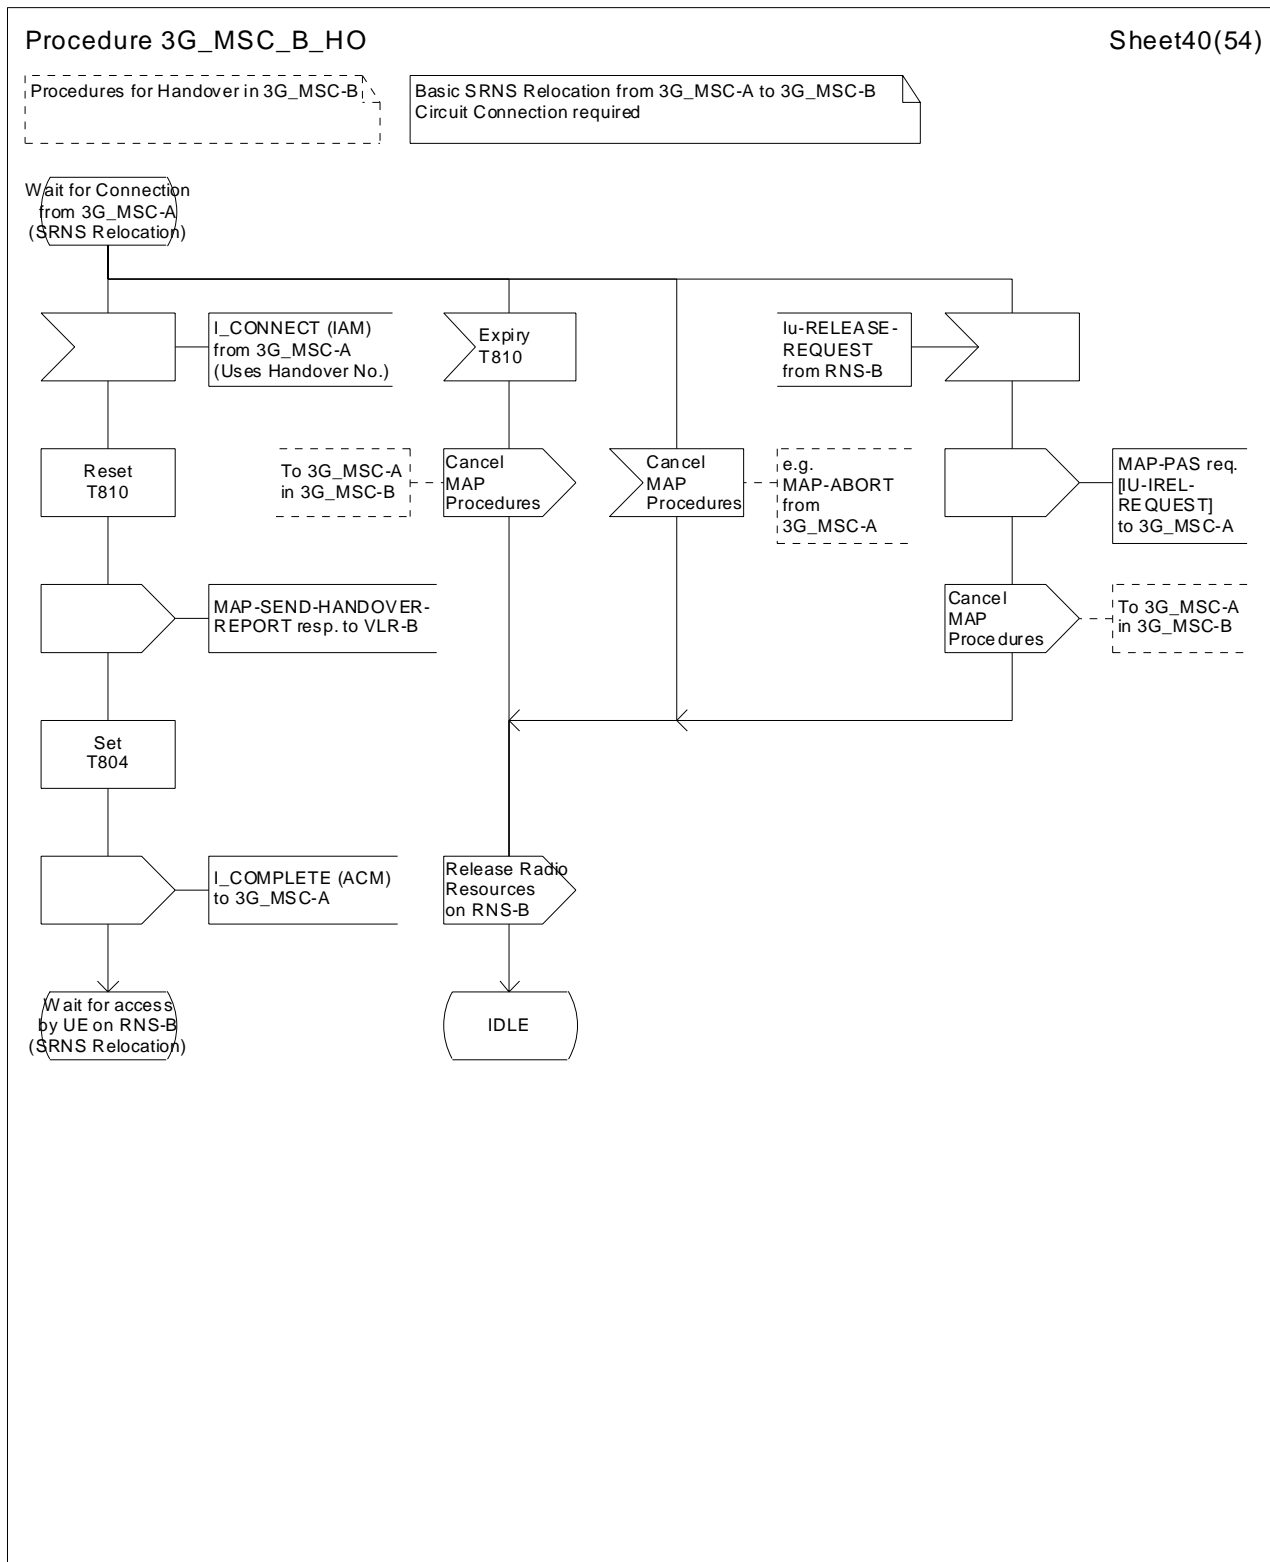 Procedure 3G_MSC_B_HO
Sheet40(54)
Procedures for Handover in 3G_MSC-B
Basic SRNS Relocation from 3G_MSC-A to 3G_MSC-B
Circuit Connection required
Wait for Connection
from 3G_MSC-A
(SRNS Relocation)
I_CONNECT (IAM)
from 3G_MSC-A
(Uses Handover No.)
Expiry
T810
Iu-RELEASE-
REQUEST
from RNS-B
Reset
T810
To 3G_MSC-A
in 3G_MSC-B
Cancel
MAP
Procedures
Cancel
MAP
Procedures
e.g.
MAP-ABORT
from
3G_MSC-A
MAP-PAS req.
[IU-IREL-
REQUEST]
to 3G_MSC-A
MAP-SEND-HANDOVER-
REPORT resp. to VLR-B
Cancel
MAP
Procedures
To 3G_MSC-A
in 3G_MSC-B
Set
T804
I_COMPLETE (ACM)
to 3G_MSC-A
Release Radio
Resources
on RNS-B
Wait for access
by UE on RNS-B
(SRNS Relocation)
IDLE